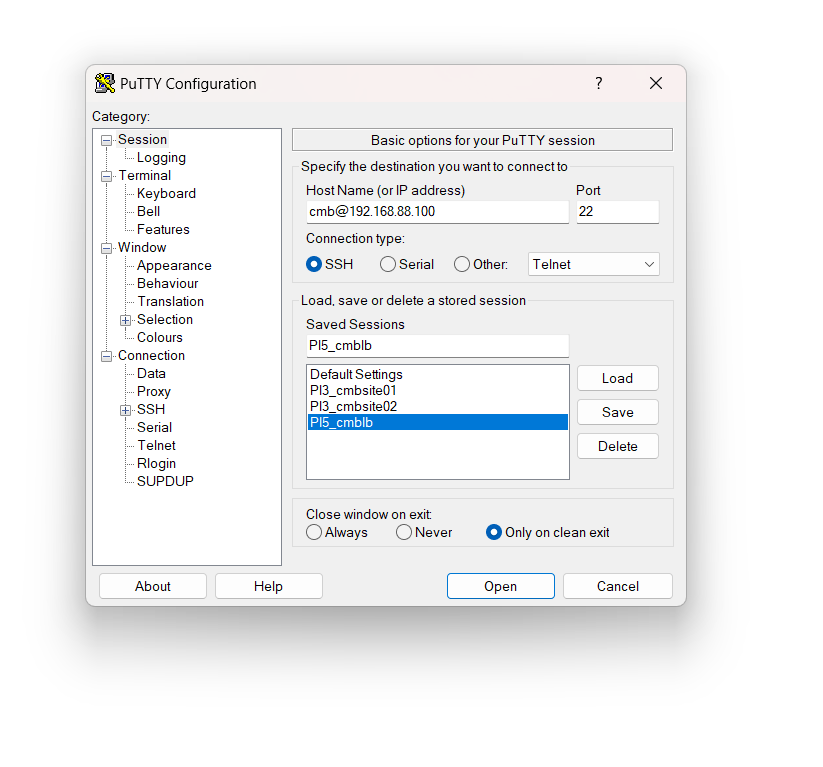 PuTTY Configuration
?
Category:
Session
Logging
Terminal
Keyboard
Bell
Features
Window
Appearance
Behaviour
Translation
Selection
Colours
Connection
Data
Proxy
SSH
Serial
Telnet
Rlogin
SUPDUP
Basic options for your PuTTY session
Specify the destination you want to connect to
Host Name (or IP address) Port
cmb@192.168.88.100 22
Connection type:
SSH Serial Other: Telnet
Load, save or delete a stored session
Saved Sessions
PI5_cmblb
Default Settings
PI3_cmbsite01
PI3_cmbsite02
PI5_cmblb
Load
Save
Delete
Close window on exit:
Always Never Only on clean exit
About Help Open Cancel